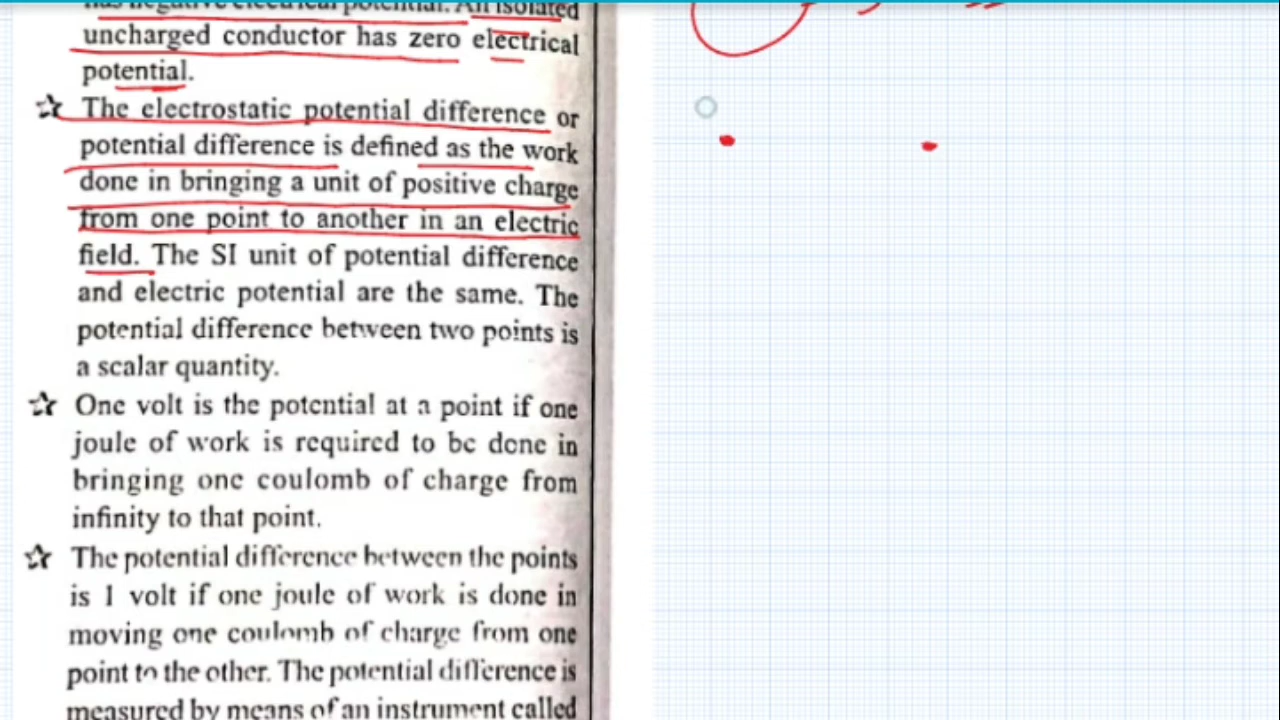 has negative electrical potential. An isolated
uncharged conductor has zero electrical
potential.
The electrostatic potential difference or
potential difference is defined as the work
done in bringing a unit of positive charge
from one point to another in an electric
field. The SI unit of potential difference
and electric potential are the same. The
potential difference between two points is
a scalar quantity.
One volt is the potential at a point if one
joule of work is required to be done in
bringing one coulomb of charge from
infinity to that point.
The potential difference between the points
is 1 volt if one joule of work is done in
moving one coulomb of charge from one
point to the other. The potential difference is
measured by means of an instrument called